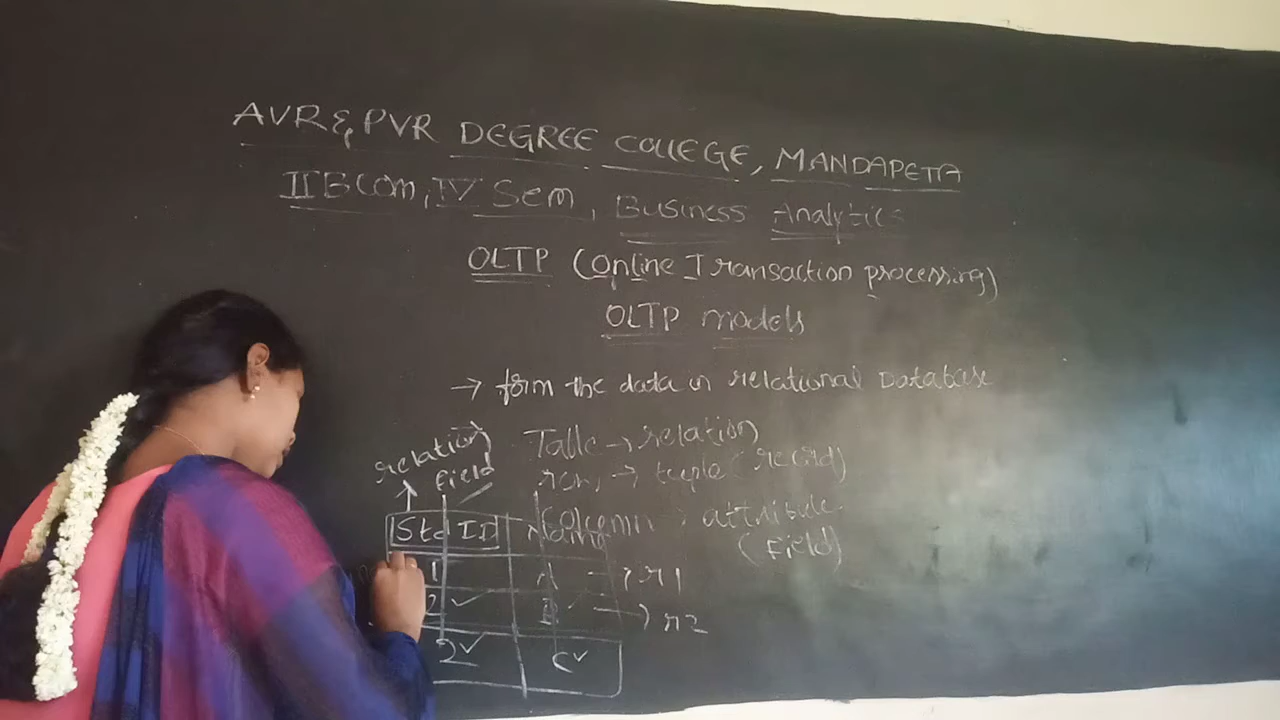 AVR & PVR DEGREE COLLEGE, MANDAPETA
II BCom, IV Sem, Business Analytics
OLTP (Online Transaction processing)
OLTP models
→ form the data in relational Database
relation Table → relation
field row, → tuple (record)
Column → attribute
(Field)
Std ID Name
1 A → r1
2 ✓ B → r2
2 ✓ C ✓